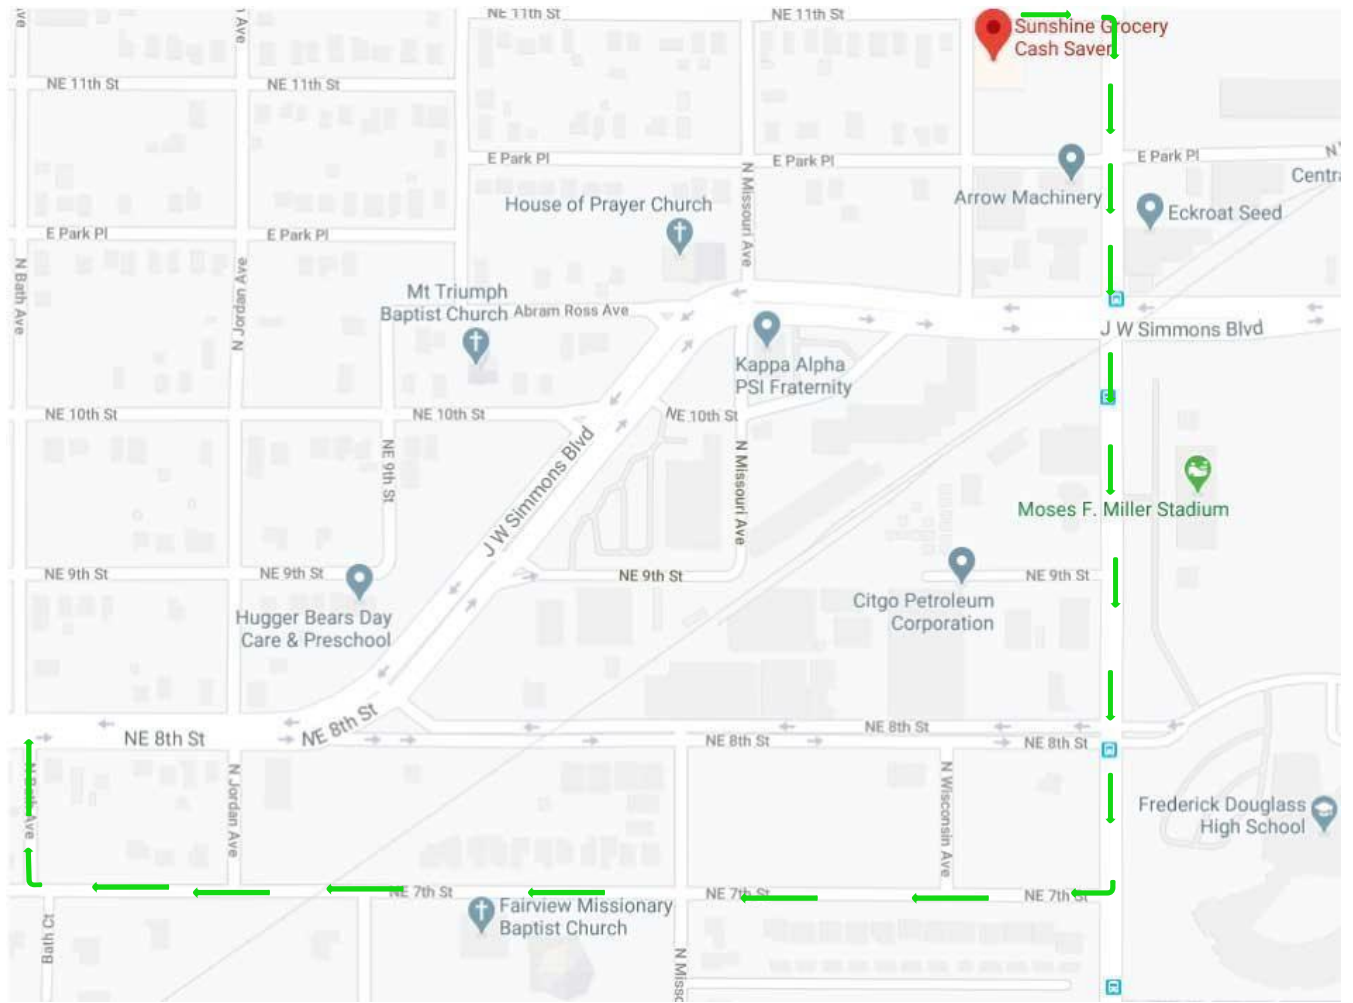 NE 11th St
NE 11th St
Sunshine Grocery
Cash Saver
NE 11th St
NE 11th St
E Park Pl
E Park Pl
E Park Pl
Centra
N Missouri Ave
House of Prayer Church
Arrow Machinery
Eckroat Seed
E Park Pl
E Park Pl
N Bath Ave
N Jordan Ave
Mt Triumph
Baptist Church
Abram Ross Ave
J W Simmons Blvd
Kappa Alpha
PSI Fraternity
NE 10th St
NE 10th St
NE 10th St
NE 9th St
J W Simmons Blvd
N Missouri Ave
Moses F. Miller Stadium
NE 9th St
NE 9th St
NE 9th St
NE 9th St
Citgo Petroleum
Corporation
Hugger Bears Day
Care & Preschool
NE 8th St
NE 8th St
NE 8th St
NE 8th St
NE 8th St
N Bath Ave
N Jordan Ave
N Wisconsin Ave
Frederick Douglass
High School
NE 7th St
NE 7th St
NE 7th St
Fairview Missionary
Baptist Church
Bath Ct
N Misso